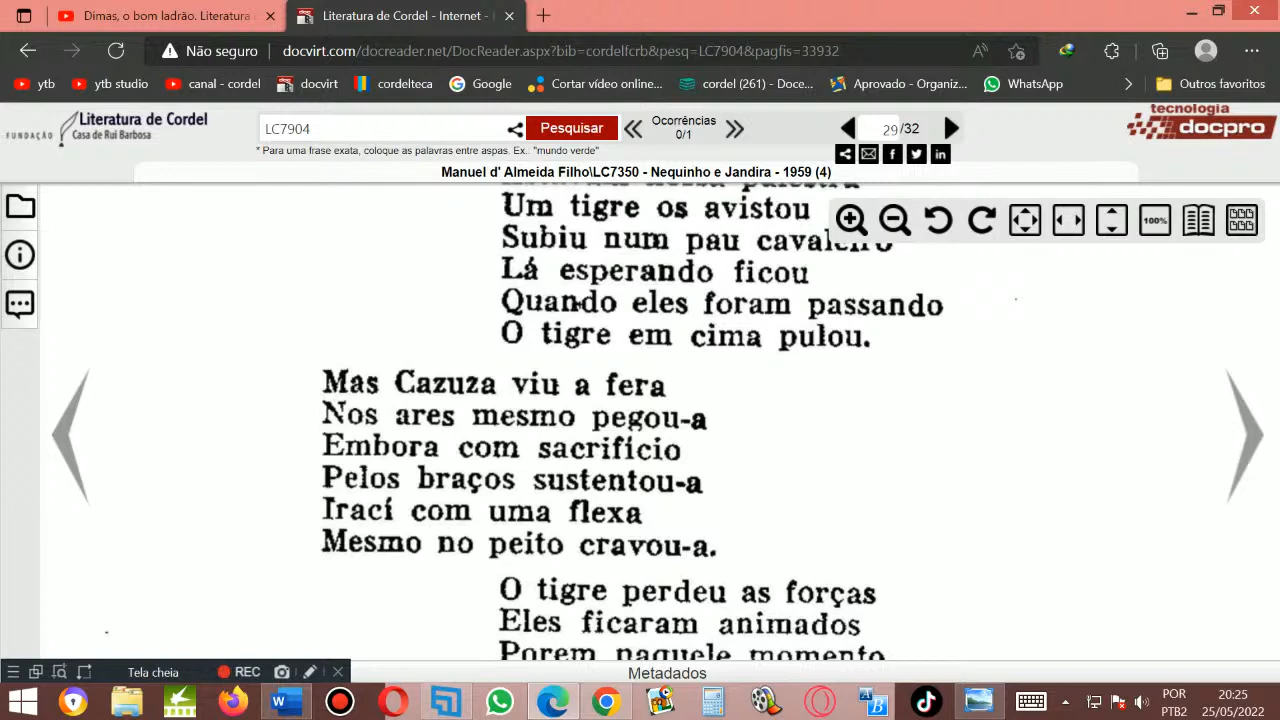 Dimas, o bom ladrão. Literatura
Literatura de Cordel - Internet -
Não seguro
docvirt.com/docreader.net/DocReader.aspx?bib=cordelfcrb&pesq=LC7904&pagfis=33932
ytb
ytb studio
canal - cordel
docvirt
cordelteca
Google
Cortar vídeo online...
cordel (261) - Doce...
Aprovado - Organiz...
WhatsApp
Outros favoritos
FUNDAÇÃO
Literatura de Cordel
Casa de Rui Barbosa
LC7904
Pesquisar
Ocorrências
0/1
29/32
tecnologia
docpro
* Para uma frase exata, coloque as palavras entre aspas. Ex.: "mundo verde"
Manuel d' Almeida Filho\LC7350 - Nequinho e Jandira - 1959 (4)
100%
Um tigre os avistou
Subiu num pau cavaleiro
Lá esperando ficou
Quando eles foram passando
O tigre em cima pulou.
Mas Cazuza viu a fera
Nos ares mesmo pegou-a
Embora com sacrifício
Pelos braços sustentou-a
Iraci com uma flexa
Mesmo no peito cravou-a.
O tigre perdeu as forças
Eles ficaram animados
Porem naquele momento
Tela cheia
REC
Metadados
POR
PTB2
20:25
25/05/2022